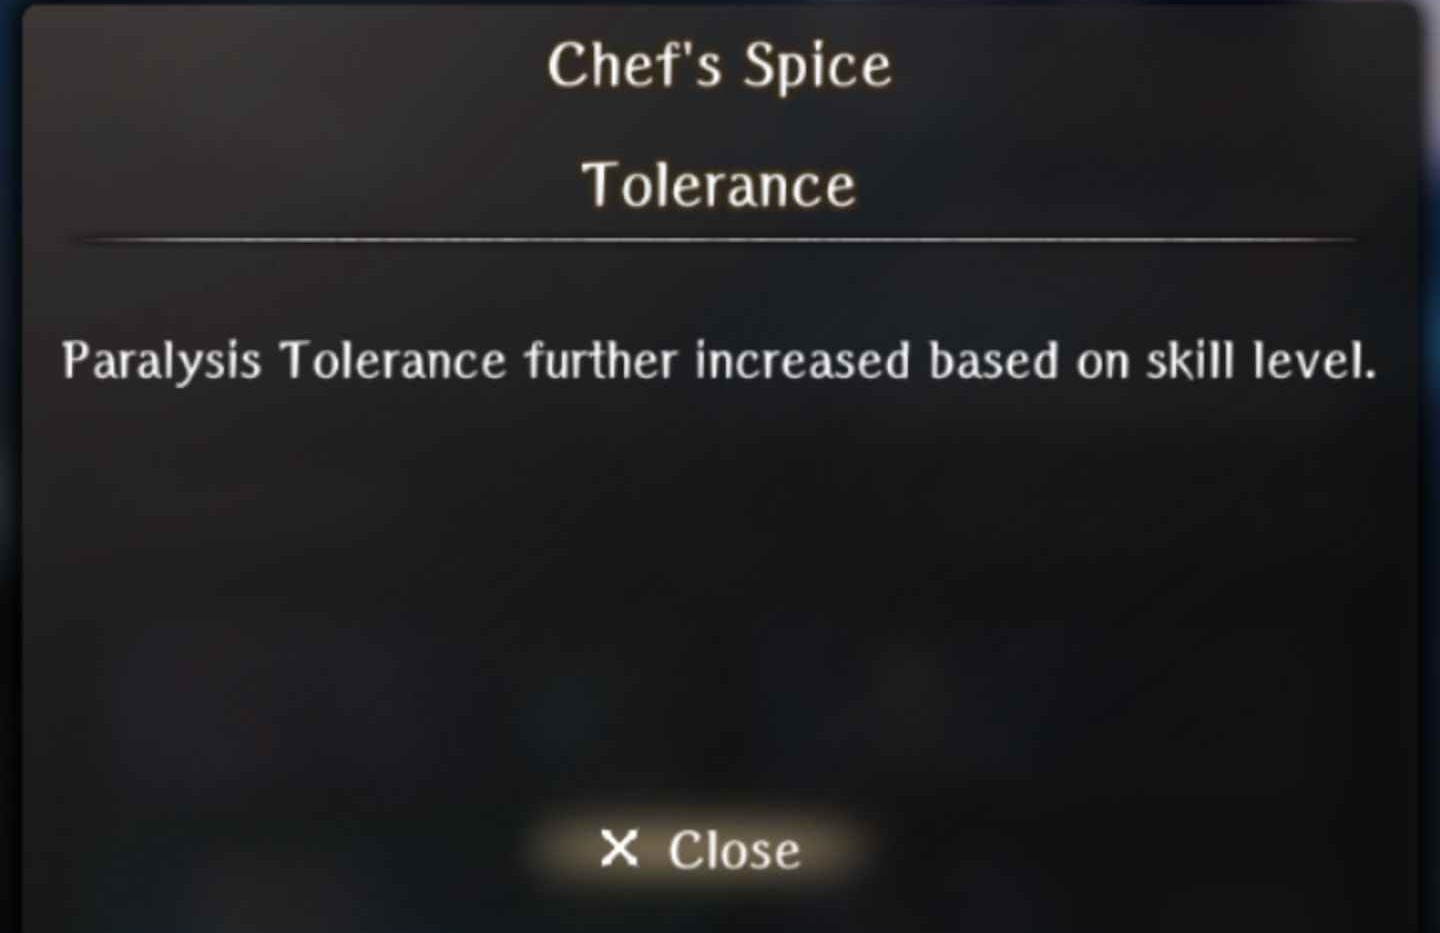 Chef's Spice
Tolerance
Paralysis Tolerance further increased based on skill level.
✕ Close